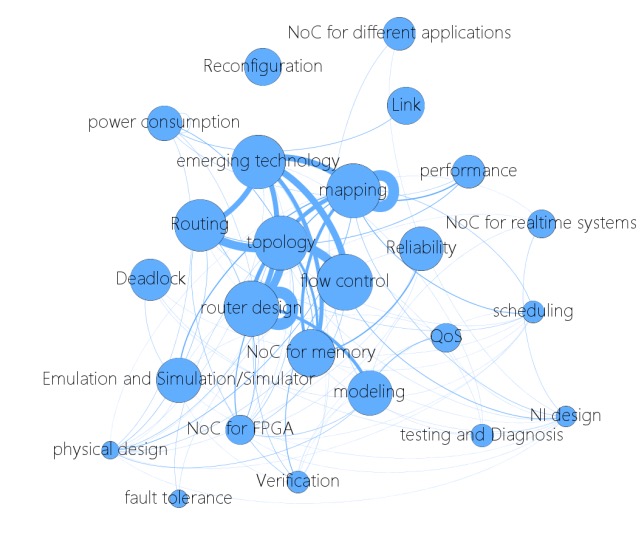 NoC for different applications
Reconfiguration
Link
power consumption
emerging technology
performance
mapping
Routing
NoC for realtime systems
topology
Reliability
Deadlock
flow control
router design
scheduling
QoS
NoC for memory
Emulation and Simulation/Simulator
modeling
NI design
NoC for FPGA
testing and Diagnosis
physical design
Verification
fault tolerance